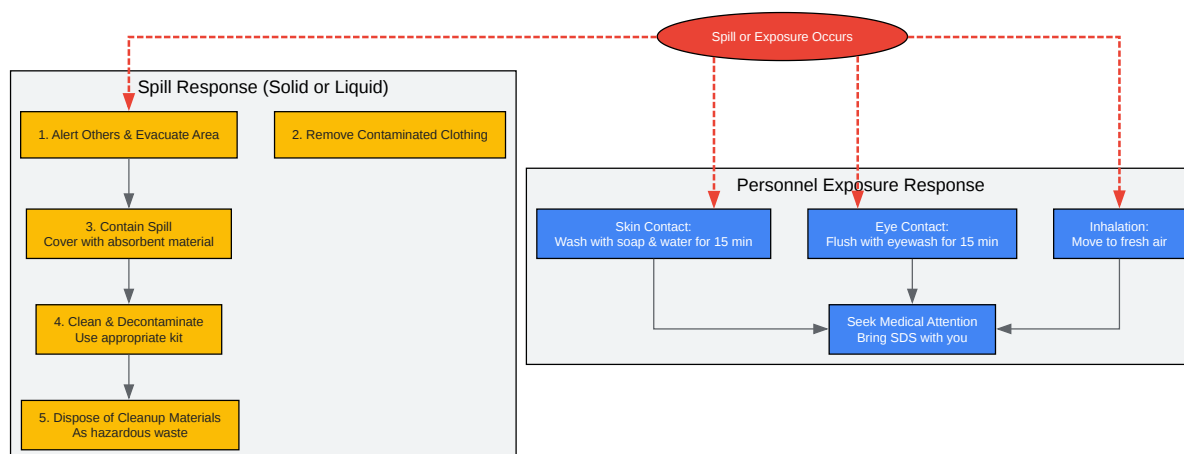 Spill or Exposure Occurs
Spill Response (Solid or Liquid)
1. Alert Others & Evacuate Area
2. Remove Contaminated Clothing
3. Contain Spill
Cover with absorbent material
4. Clean & Decontaminate
Use appropriate kit
5. Dispose of Cleanup Materials
As hazardous waste
Personnel Exposure Response
Skin Contact:
Wash with soap & water for 15 min
Eye Contact:
Flush with eyewash for 15 min
Inhalation:
Move to fresh air
Seek Medical Attention
Bring SDS with you